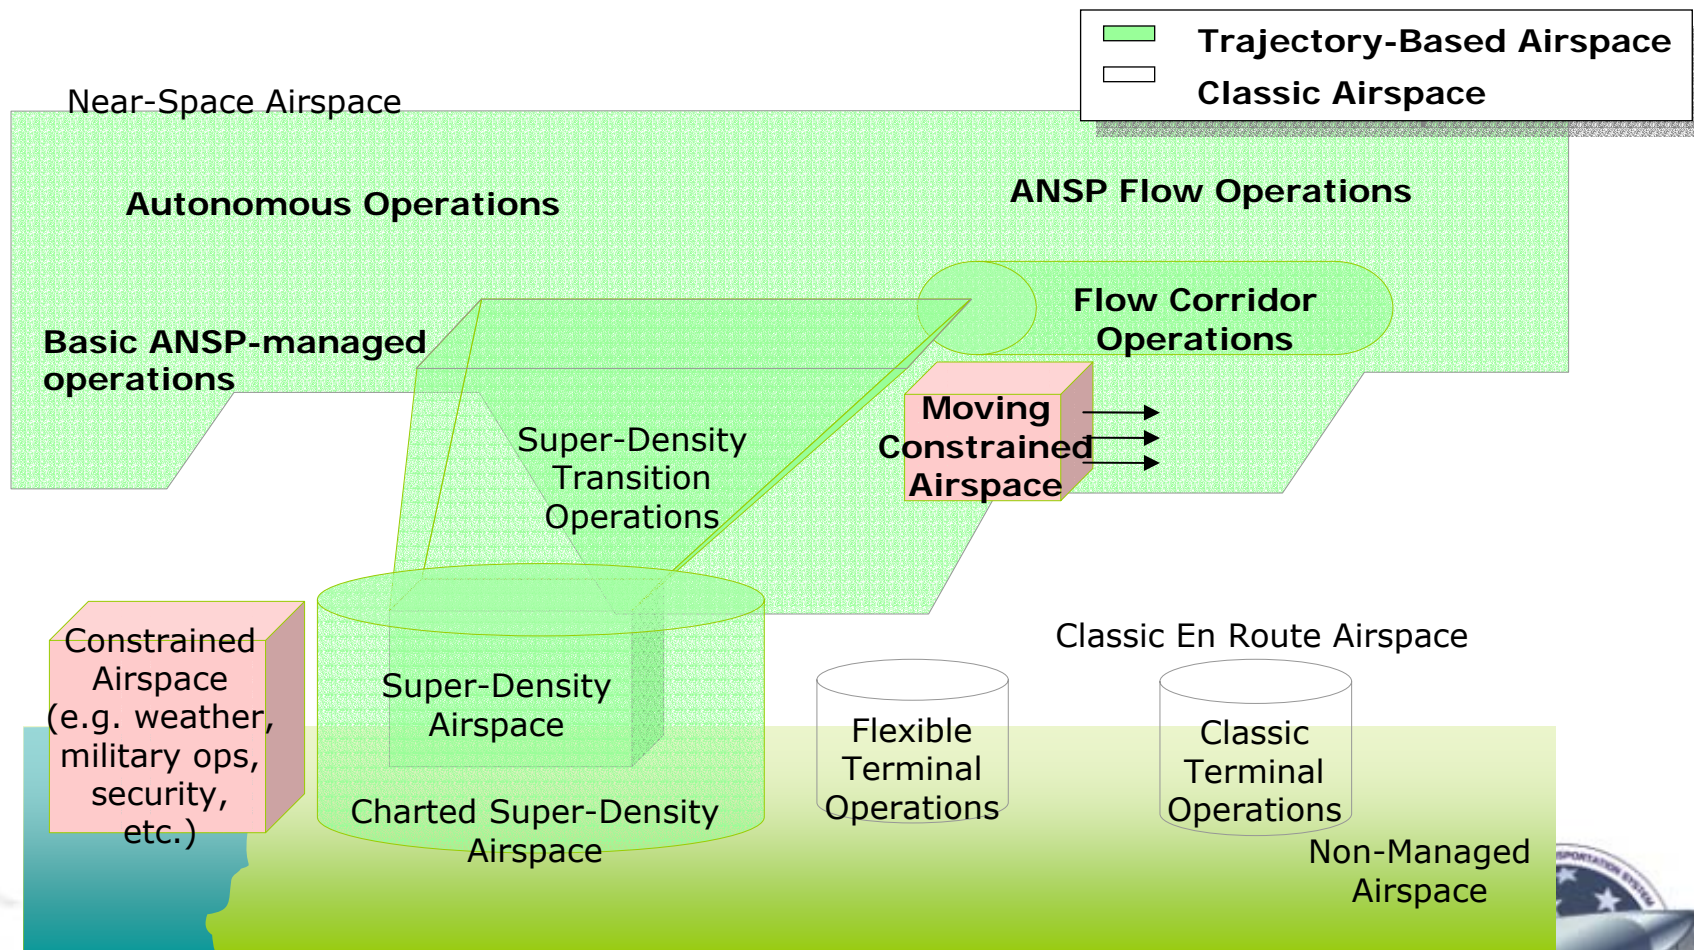 Trajectory-Based Airspace
Classic Airspace
Near-Space Airspace
Autonomous Operations
ANSP Flow Operations
Flow Corridor
Operations
Basic ANSP-managed
operations
Moving
Constrained
Airspace
Super-Density
Transition
Operations
Constrained
Airspace
(e.g. weather,
military ops,
security,
etc.)
Super-Density
Airspace
Charted Super-Density
Airspace
Classic En Route Airspace
Flexible
Terminal
Operations
Classic
Terminal
Operations
Non-Managed
Airspace
SYSTEM